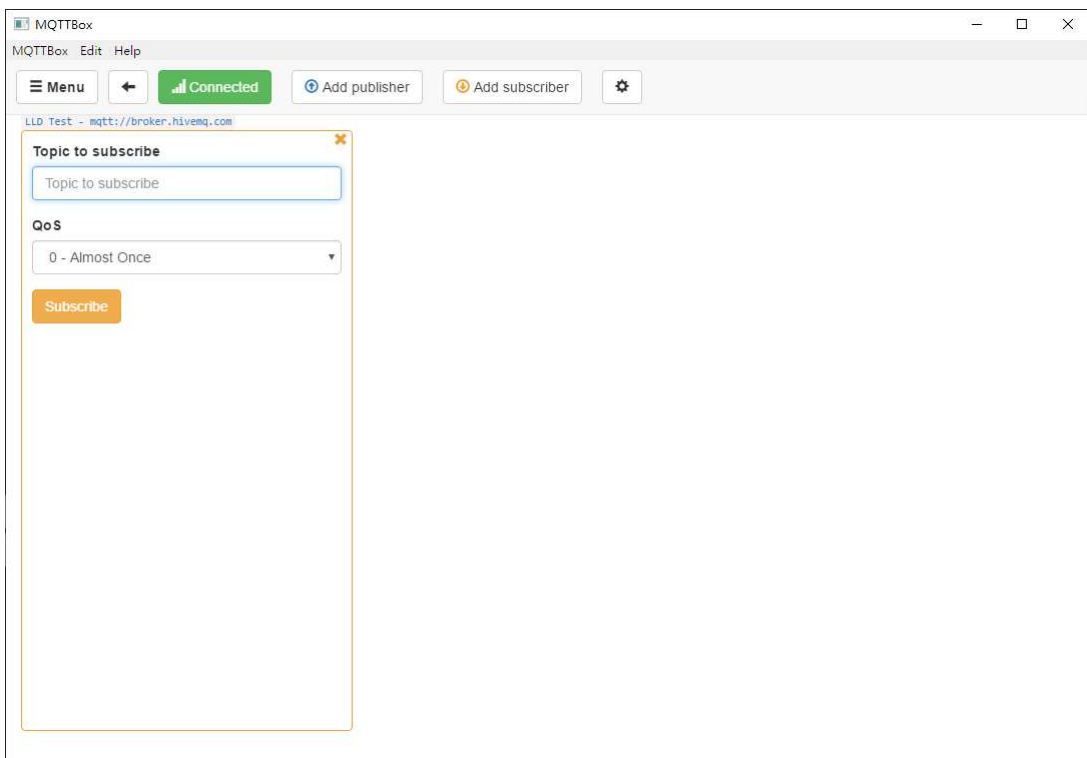 MQTTBox
MQTTBox Edit Help
Menu Connected Add publisher Add subscriber
LLD Test - mqtt://broker.hivemq.com
Topic to subscribe
Topic to subscribe
QoS
0 - Almost Once
Subscribe